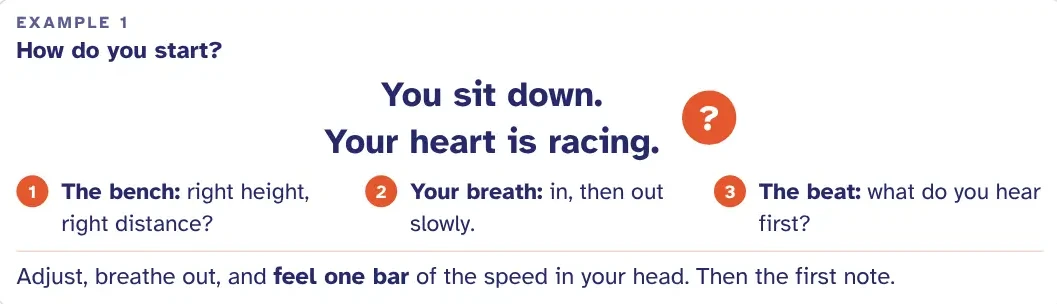 EXAMPLE 1
How do you start?
You sit down.
Your heart is racing.
?
1 The bench: right height,
right distance?
2 Your breath: in, then out
slowly.
3 The beat: what do you hear
first?
Adjust, breathe out, and feel one bar of the speed in your head. Then the first note.